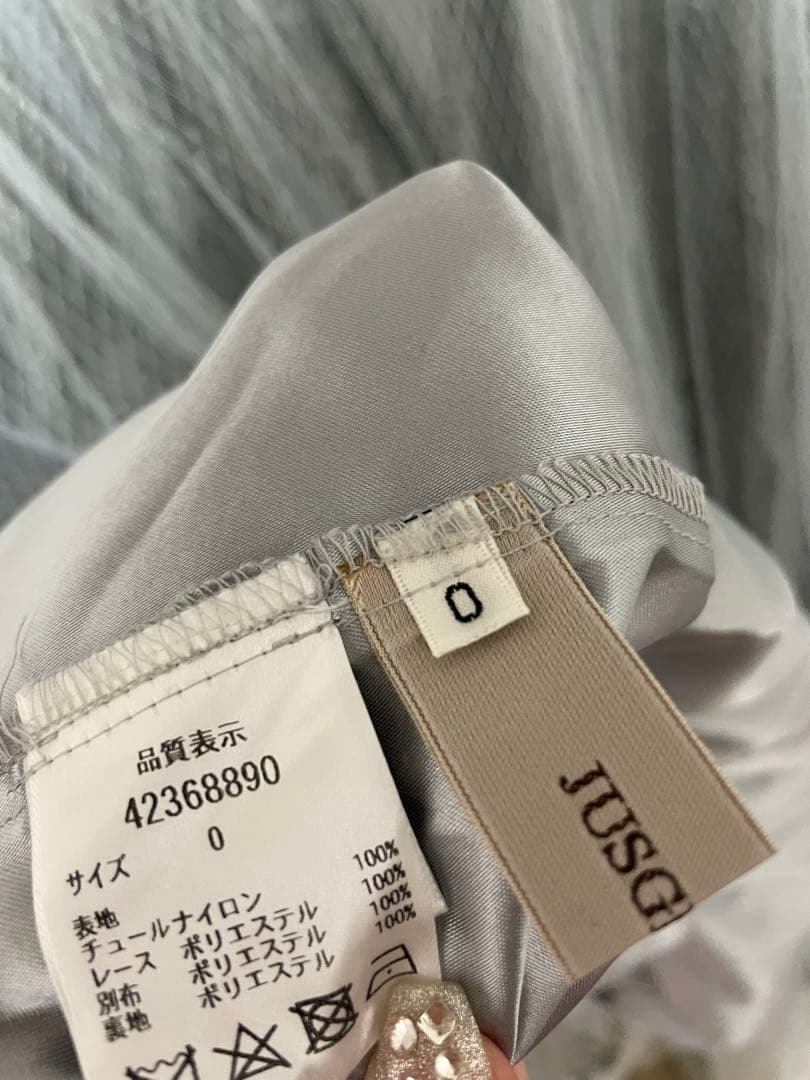 0
JUSG
品質表示
42368890
サイズ 0
表地
チュールナイロン 100%
レース ポリエステル 100%
別布 ポリエステル 100%
裏地 ポリエステル 100%